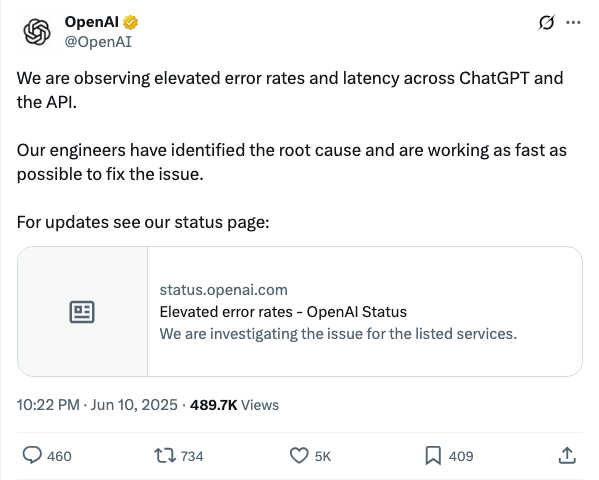 OpenAI
@OpenAI
We are observing elevated error rates and latency across ChatGPT and
the API.
Our engineers have identified the root cause and are working as fast as
possible to fix the issue.
For updates see our status page:
status.openai.com
Elevated error rates - OpenAI Status
We are investigating the issue for the listed services.
10:22 PM · Jun 10, 2025 · 489.7K Views
460 734 5K 409